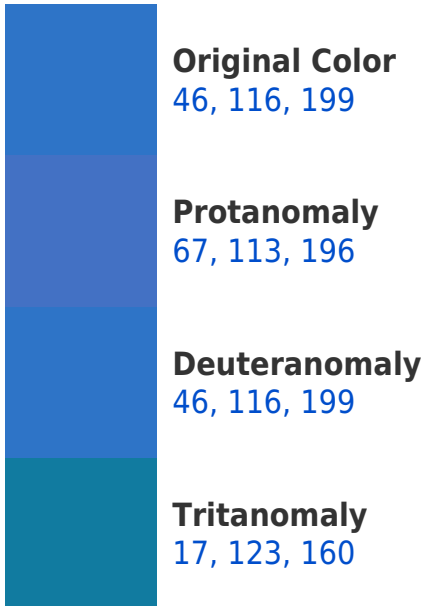 Original Color
46, 116, 199
Protanomaly
67, 113, 196
Deuteranomaly
46, 116, 199
Tritanomaly
17, 123, 160